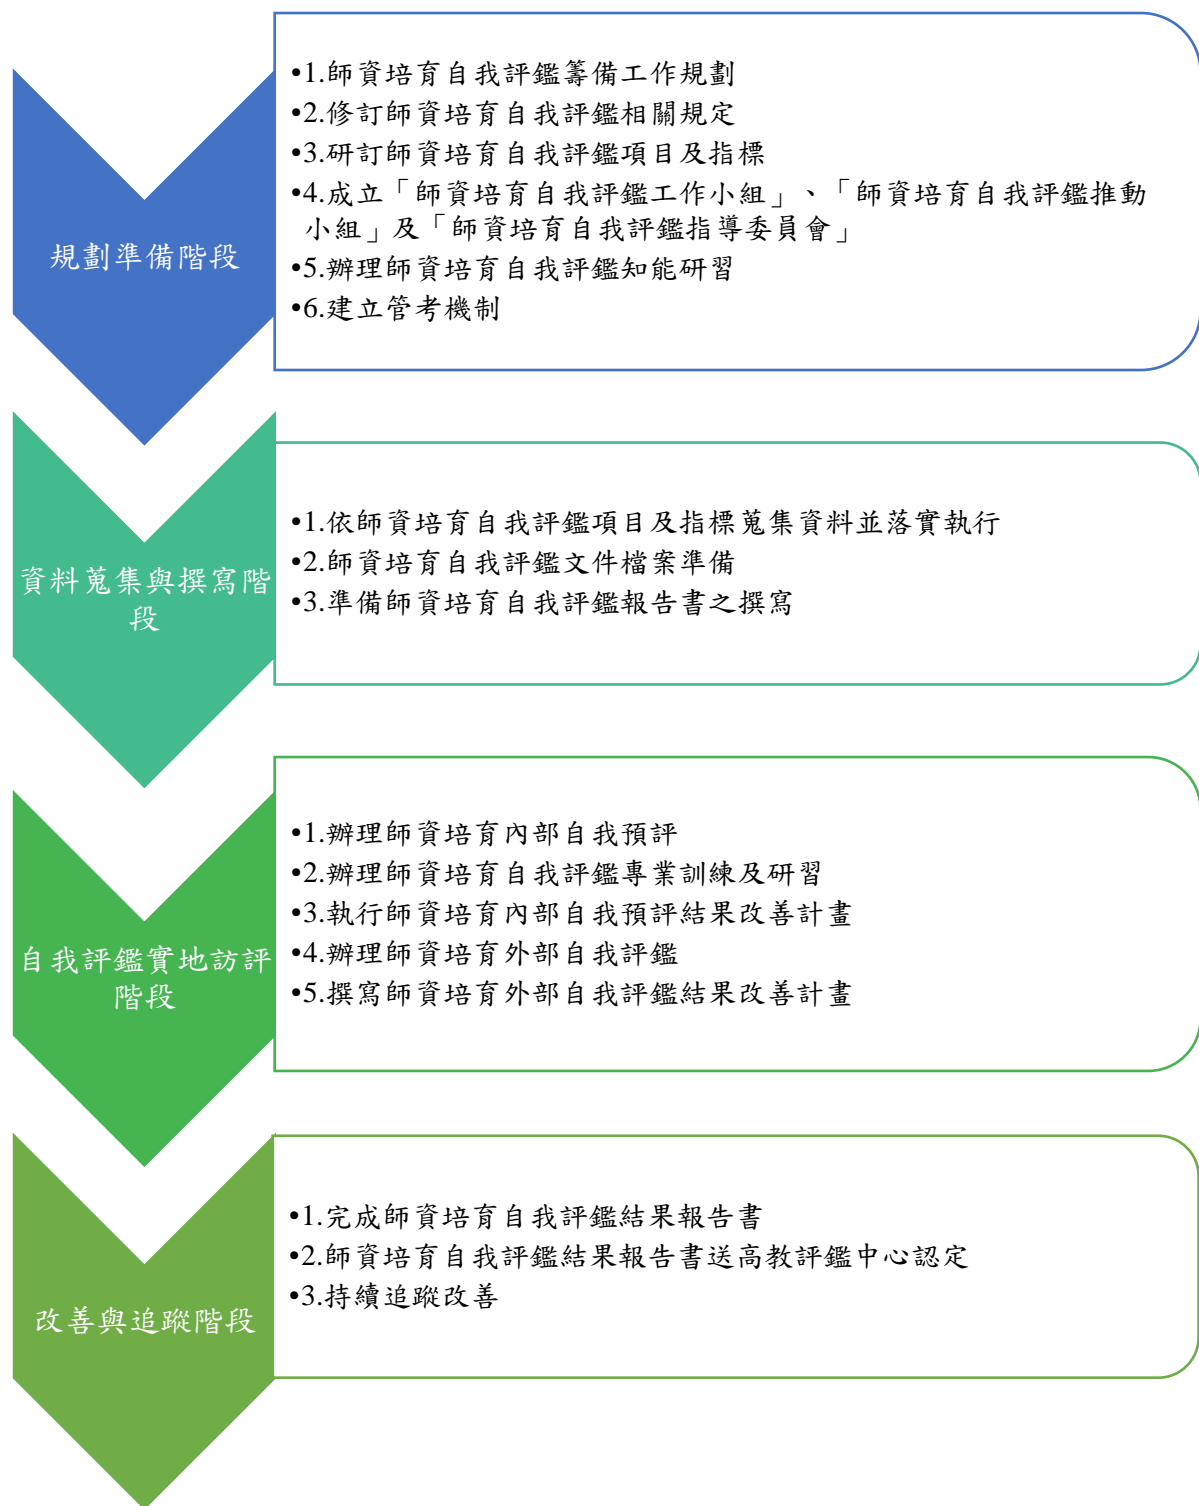 規劃準備階段
•1.師資培育自我評鑑籌備工作規劃
•2.修訂師資培育自我評鑑相關規定
•3.研訂師資培育自我評鑑項目及指標
•4.成立「師資培育自我評鑑工作小組」、「師資培育自我評鑑推動
小組」及「師資培育自我評鑑指導委員會」
•5.辦理師資培育自我評鑑知能研習
•6.建立管考機制
資料蒐集與撰寫階
段
•1.依師資培育自我評鑑項目及指標蒐集資料並落實執行
•2.師資培育自我評鑑文件檔案準備
•3.準備師資培育自我評鑑報告書之撰寫
自我評鑑實地訪評
階段
•1.辦理師資培育內部自我預評
•2.辦理師資培育自我評鑑專業訓練及研習
•3.執行師資培育內部自我預評結果改善計畫
•4.辦理師資培育外部自我評鑑
•5.撰寫師資培育外部自我評鑑結果改善計畫
改善與追蹤階段
•1.完成師資培育自我評鑑結果報告書
•2.師資培育自我評鑑結果報告書送高教評鑑中心認定
•3.持續追蹤改善